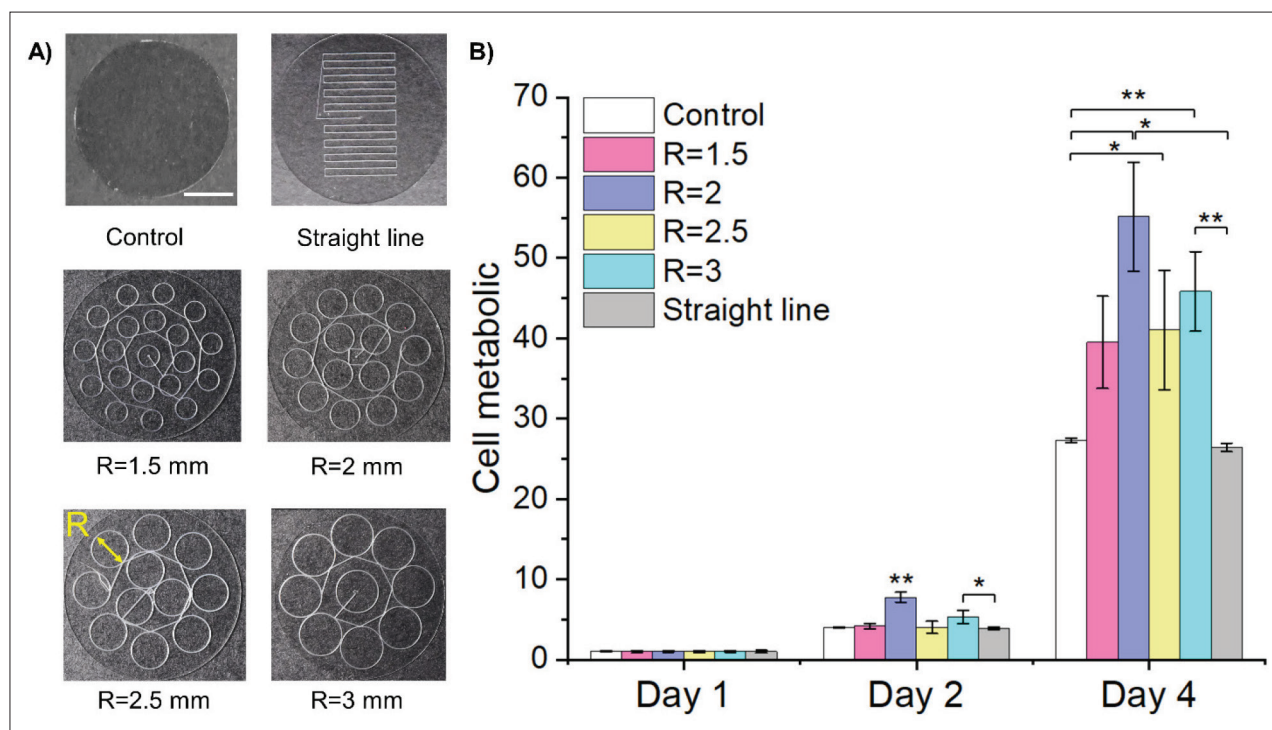 A)
Control
Straight line
R=1.5 mm
R=2 mm
R
R=2.5 mm
R=3 mm
B)
Cell metabolic
70
60
50
40
30
20
10
0
Control
R=1.5
R=2
R=2.5
R=3
Straight line
**
*
*
*
**
**
*
Day 1
Day 2
Day 4